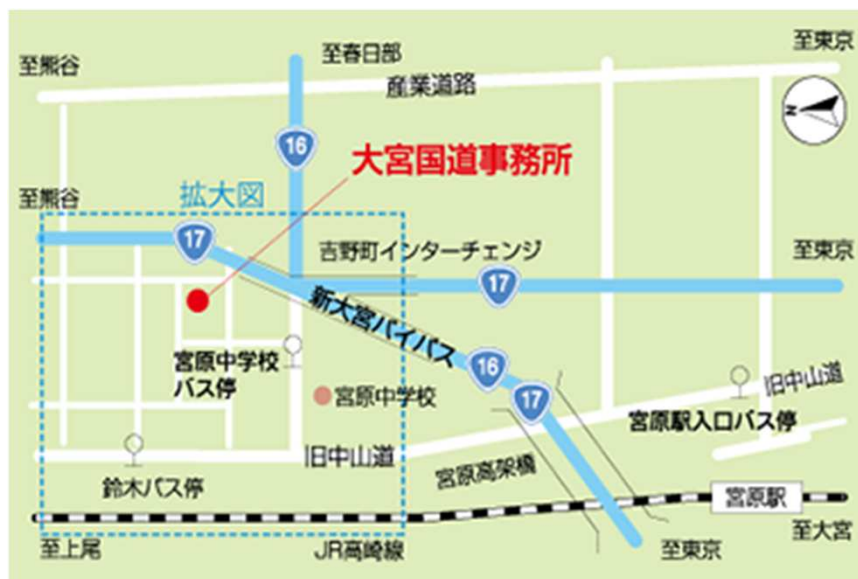 至熊谷
至春日部
至東京
産業道路
N
16
大宮国道事務所
至熊谷
拡大図
17
吉野町インターチェンジ
至東京
17
新大宮バイパス
宮原中学校
バス停
16
17
宮原中学校
旧中山道
宮原駅入口バス停
旧中山道
宮原高架橋
鈴木バス停
宮原駅
至上尾
JR高崎線
至東京
至大宮